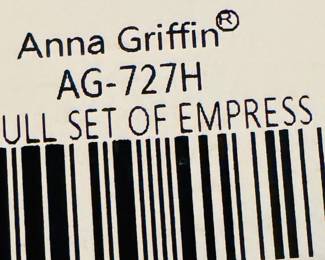 Anna Griffin®
AG-727H
ULL SET OF EMPRESS